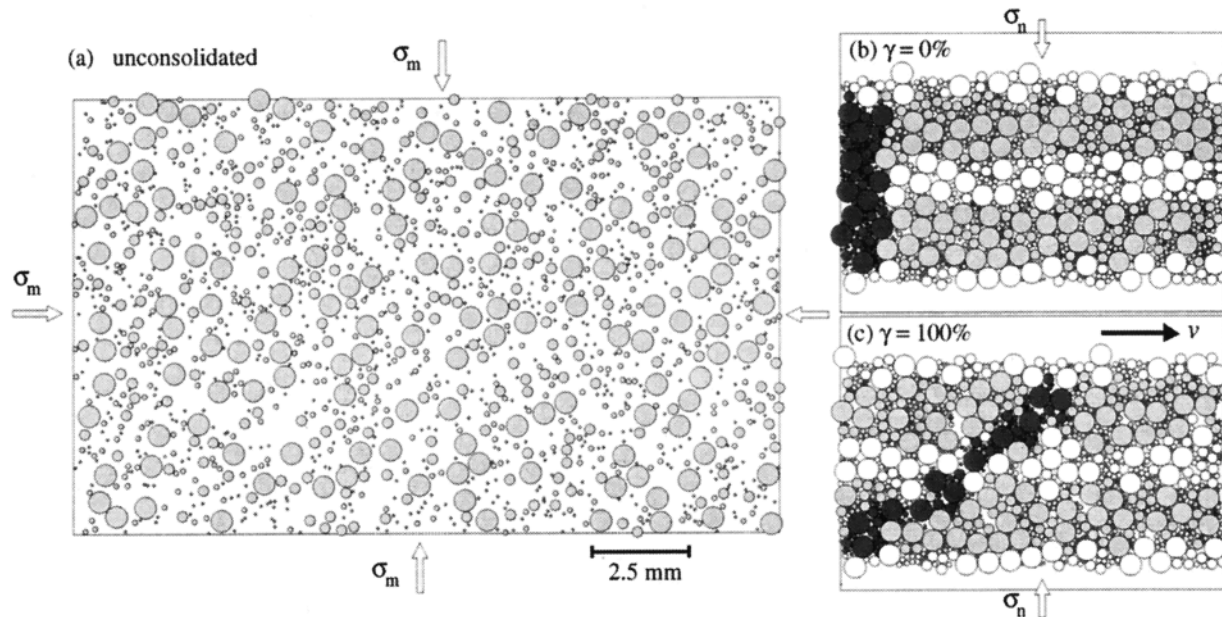 (a) unconsolidated
σm
σm
σm
2.5 mm
σn
(b) γ = 0%
(c) γ = 100%
v
σn